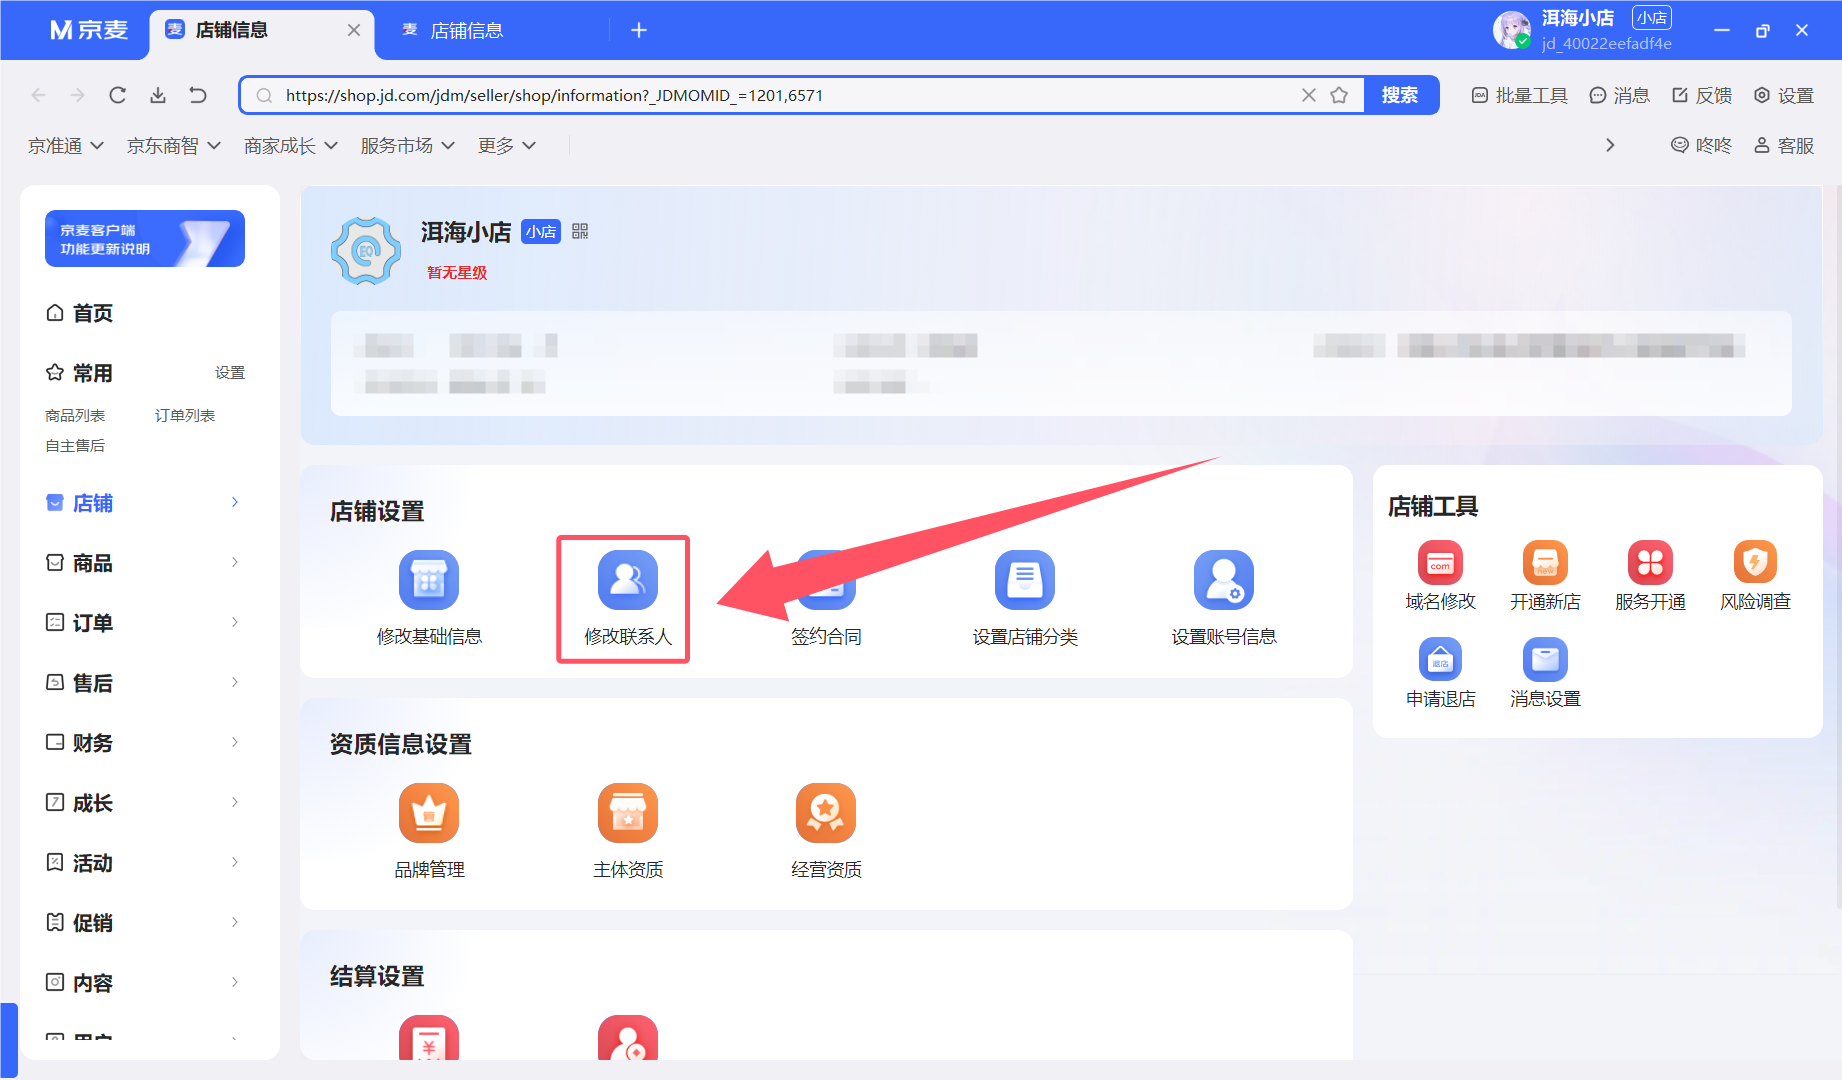 京麦
麦 店铺信息
麦 店铺信息
洱海小店 小店
jd_40022eefadf4e
https://shop.jd.com/jdm/seller/shop/information?_JDMOMID_=1201,6571
搜索
批量工具 消息 反馈 设置
京准通 京东商智 商家成长 服务市场 更多
咚咚 客服
京麦客户端
功能更新说明
首页
常用 设置
商品列表 订单列表
自主售后
店铺
商品
订单
售后
财务
成长
活动
促销
内容
用户
EQ
洱海小店 小店
暂无星级
店铺设置
修改基础信息 修改联系人 签约合同 设置店铺分类 设置账号信息
资质信息设置
品牌管理 主体资质 经营资质
结算设置
¥
店铺工具
com
new
域名修改 开通新店 服务开通 风险调查
退店
申请退店 消息设置